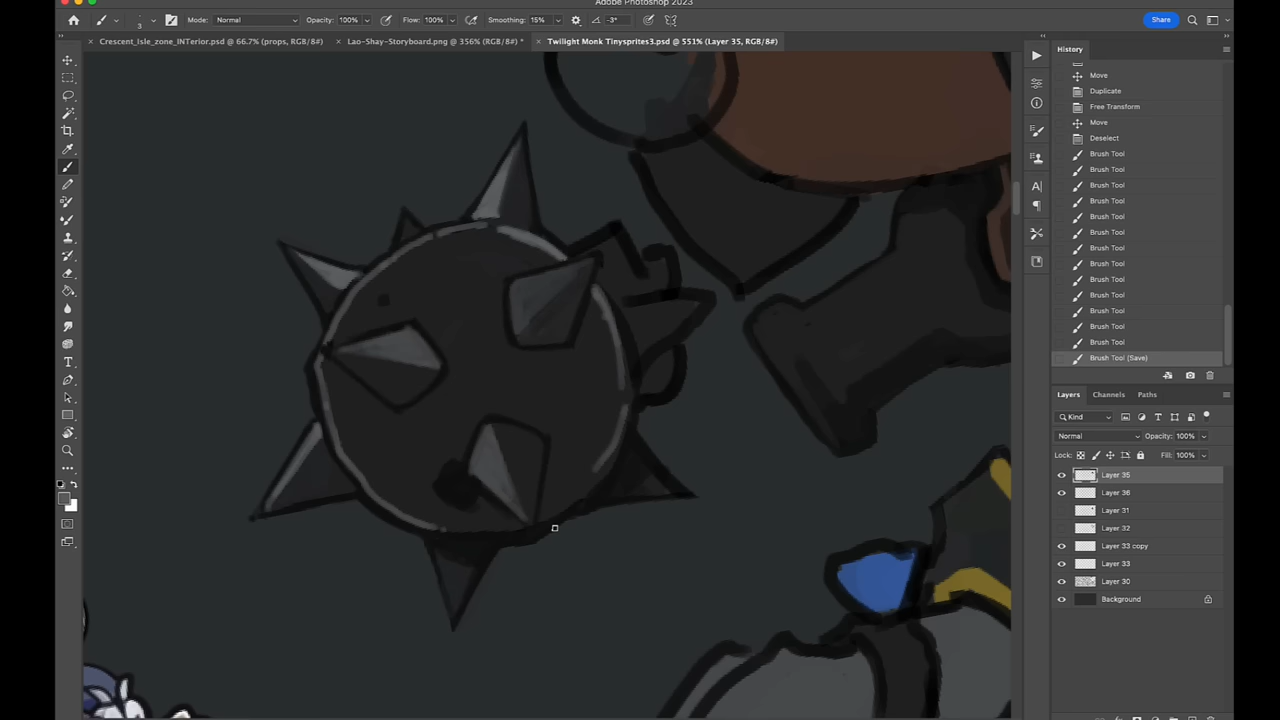 Adobe Photoshop 2023
3 Mode: Normal Opacity: 100% Flow: 100% Smoothing: 15% -3° Share
× Crescent_isle_zone_INTerior.psd @ 66.7% (props, RGB/8#) × Lao-Shay-Storyboard.png @ 356% (RGB/8#) * × Twilight Monk Tinysprites3.psd @ 551% (Layer 35, RGB/8#)
History
Move
Duplicate
Free Transform
Move
Deselect
Brush Tool
Brush Tool
Brush Tool
Brush Tool
Brush Tool
Brush Tool
Brush Tool
Brush Tool
Brush Tool
Brush Tool
Brush Tool
Brush Tool
Brush Tool
Brush Tool (Save)
Layers Channels Paths
Kind
Normal Opacity: 100%
Lock: Fill: 100%
Layer 35
Layer 36
Layer 31
Layer 32
Layer 33 copy
Layer 33
Layer 30
Background